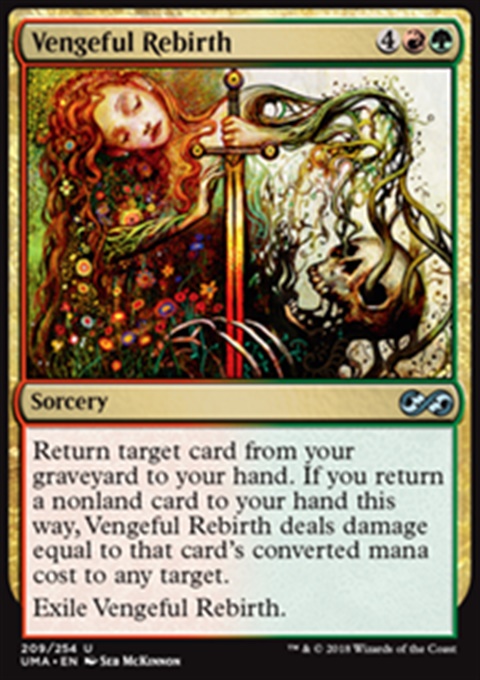 Vengeful Rebirth 4
Sorcery
Return target card from your
graveyard to your hand. If you return
a nonland card to your hand this
way, Vengeful Rebirth deals damage
equal to that card's converted mana
cost to any target.
Exile Vengeful Rebirth.
209/254 U
™ & © 2018 Wizards of the Coast
UMA • EN Seb McKinnon